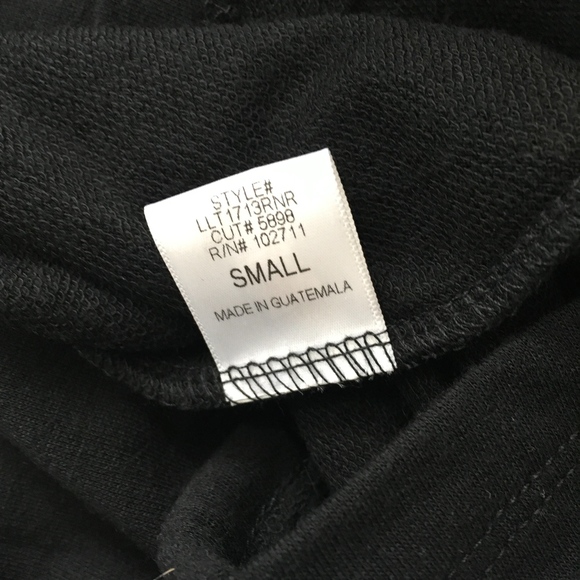 STYLE#
LLT1713RNR
CUT# 5898
R/N# 102711
SMALL
MADE IN GUATEMALA